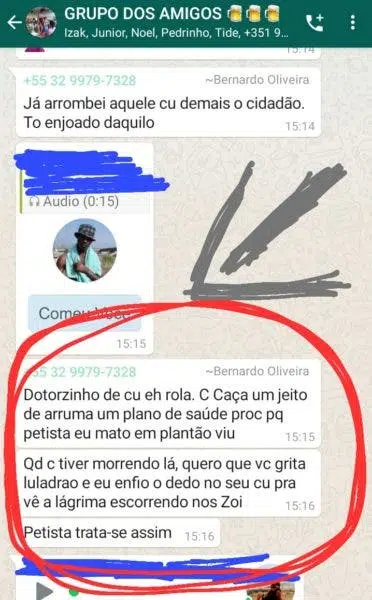 GRUPO DOS AMIGOS 🍻🍻🍻
Izak, Junior, Noel, Pedrinho, Tide, +351 9...
15:14
+55 32 9979-7328 ~Bernardo Oliveira
Já arrombei aquele cu demais o cidadão.
To enjoado daquilo
15:14
Audio (0:15)
15:15
55 32 9979-7328 ~Bernardo Oliveira
Dotorzinho de cu eh rola. C Caça um jeito
de arruma um plano de saúde proc pq
petista eu mato em plantão viu
15:15
Qd c tiver morrendo lá, quero que vc grita
luladrao e eu enfio o dedo no seu cu pra
vê a lágrima escorrendo nos Zoi
15:16
Petista trata-se assim
15:16